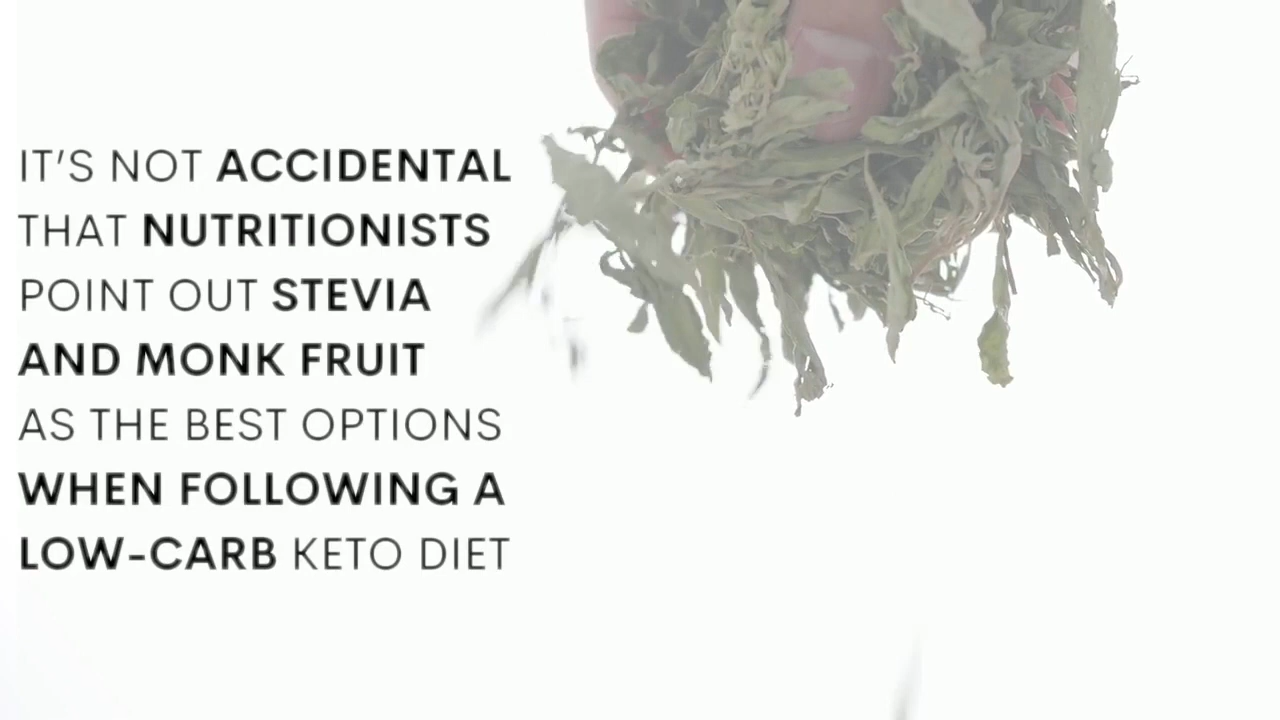 IT'S NOT ACCIDENTAL
THAT NUTRITIONISTS
POINT OUT STEVIA
AND MONK FRUIT
AS THE BEST OPTIONS
WHEN FOLLOWING A
LOW-CARB KETO DIET